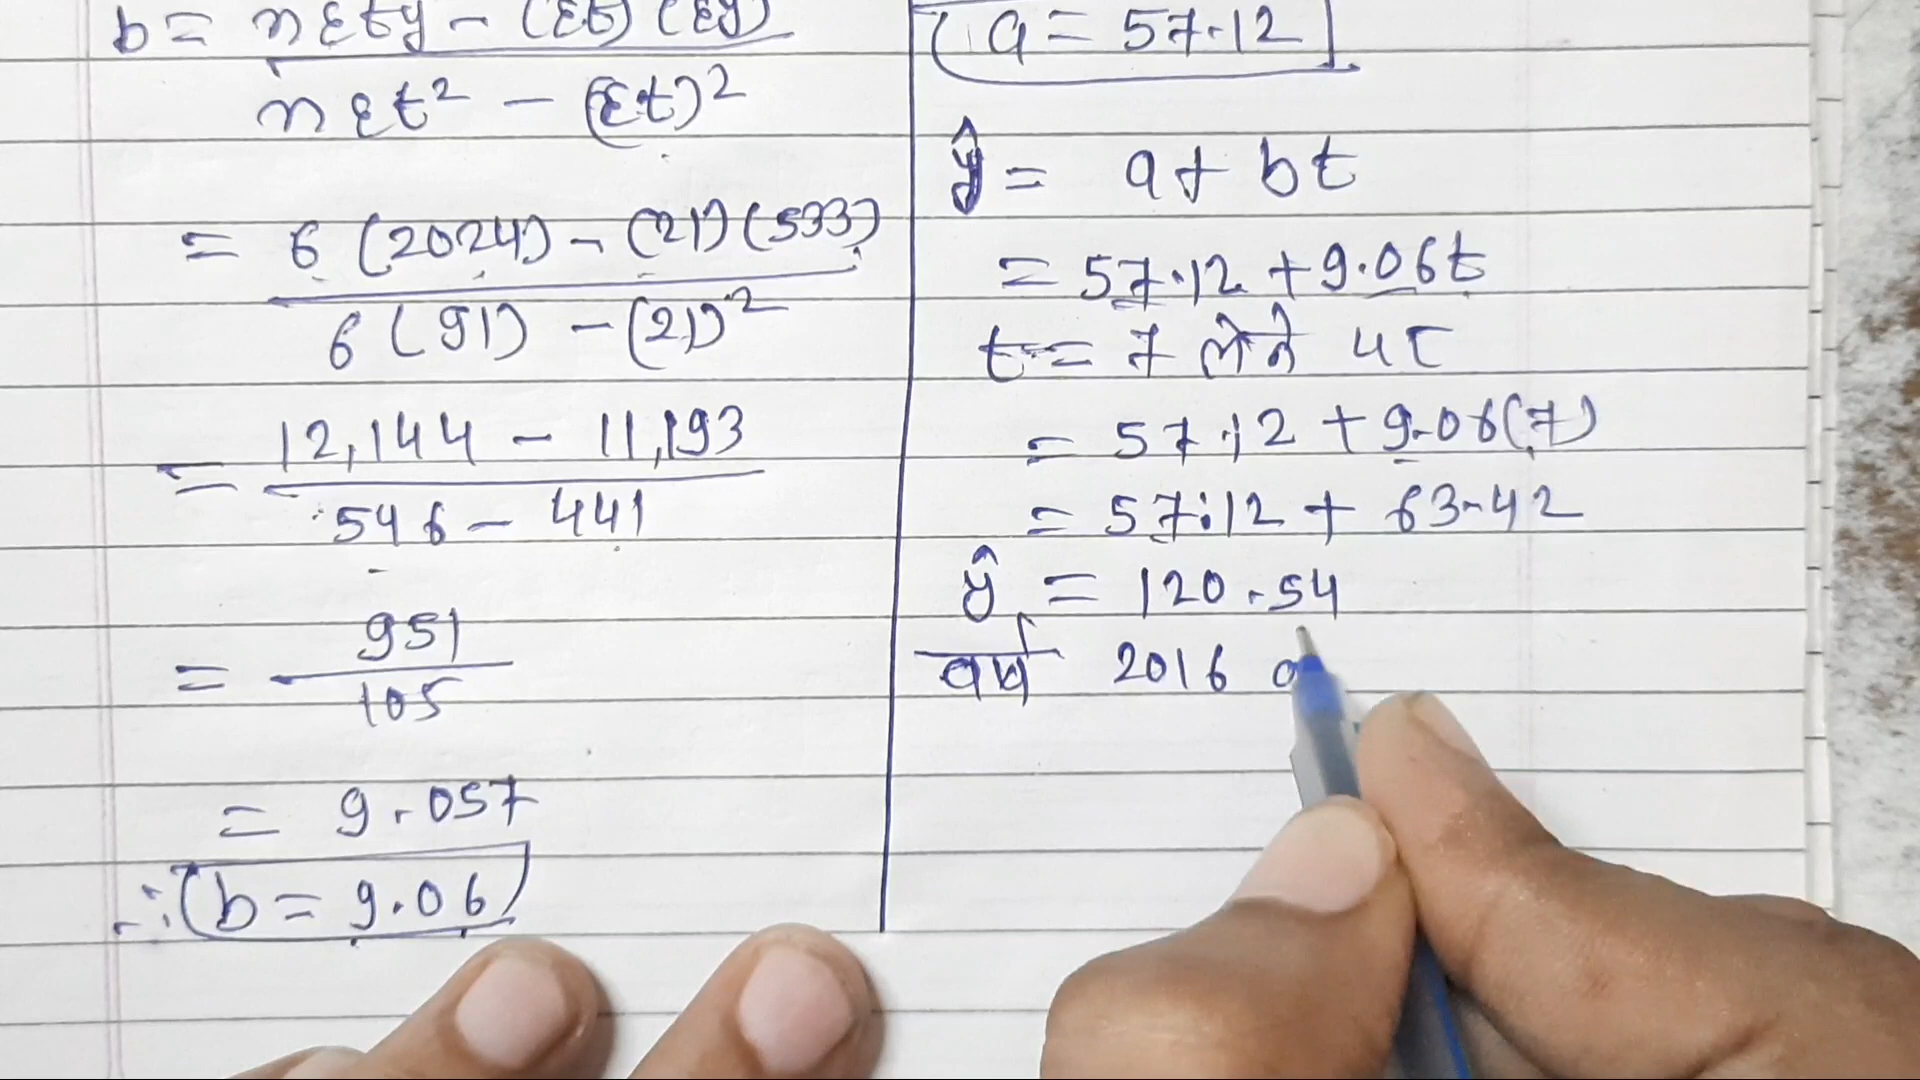 b = nΣty - (Σt) (Σy)
nΣt² - (Σt)²
= 6 (2024) - (21) (533)
6 (91) - (21)²
= 12,144 - 11,193
546 - 441
= 951
105
= 9.057
∴ b = 9.06
a = 57.12
ŷ = a + bt
= 57.12 + 9.06t
t = 7 लेने पर
= 57.12 + 9.06(7)
= 57.12 + 63.42
ŷ = 120.54
वर्ष 2016